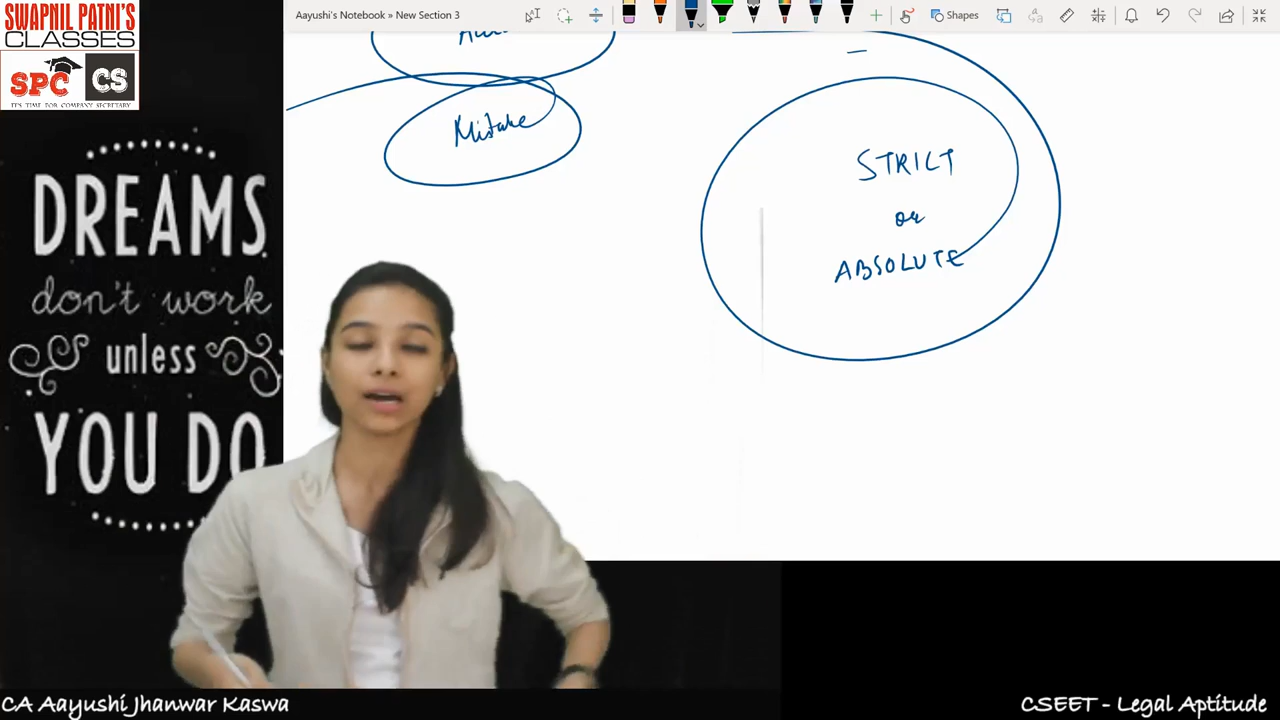 SWAPNIL PATNI'S
CLASSES
SPC CS
IT'S TIME FOR COMPANY SECRETARY
Aayushi's Notebook » New Section 3
Shapes
Mistake
STRICT
or
ABSOLUTE
DREAMS
don't work
unless
YOU DO
CA Aayushi Jhanwar Kaswa
CSEET - Legal Aptitude